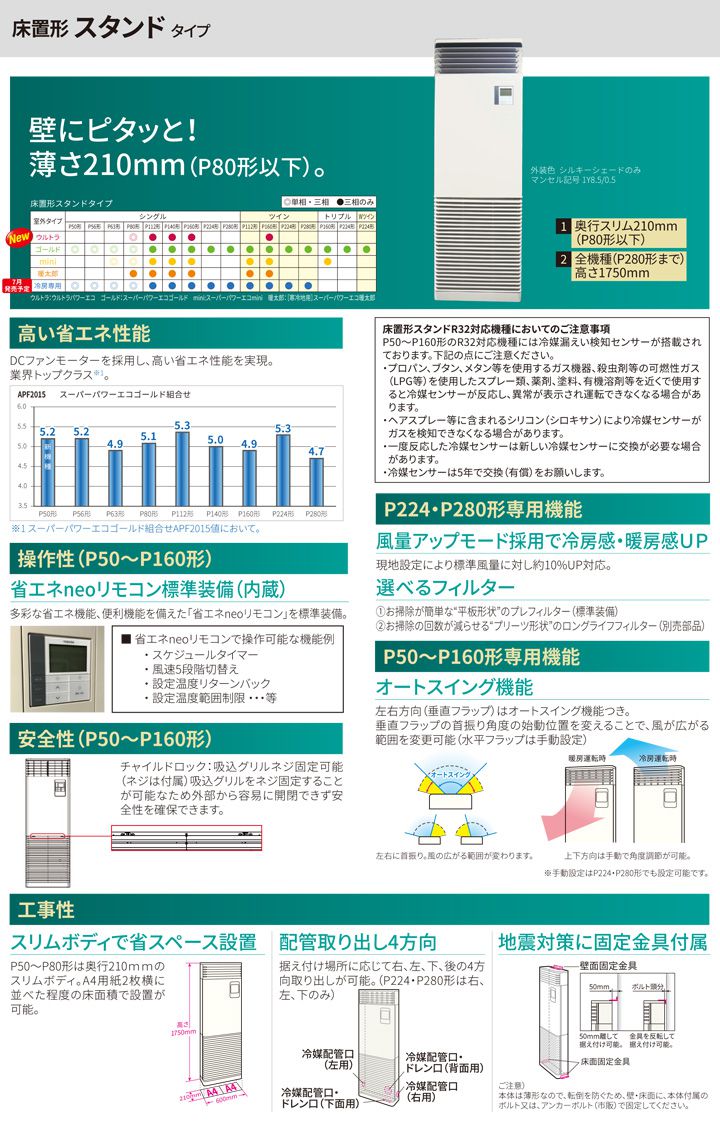 床置形 スタンド タイプ
壁にピタッと!
薄さ210mm(P80形以下)。
外装色 シルキーシェードのみ
マンセル記号 1Y8.5/0.5
1 奥行スリム210mm
(P80形以下)
2 全機種(P280形まで)
高さ1750mm
床置形スタンドタイプ
◎単相・三相 ●三相のみ
室外タイプ シングル ツイン トリプル Wツイン
P50形 P56形 P63形 P80形 P112形 P140形 P160形 P224形 P280形 P112形 P160形 P224形 P280形 P160形 P224形 P224形
New ウルトラ ◎ ● ● ● ●
ゴールド ◎ ◎ ◎ ◎ ● ● ● ● ● ● ● ● ● ● ● ●
mini
暖太郎
7月発売予定 冷房専用
ウルトラ:ウルトラパワーエコ ゴールド:スーパーパワーエコゴールド mini:スーパーパワーエコmini 暖太郎:[寒冷地用]スーパーパワーエコ暖太郎
高い省エネ性能
DCファンモーターを採用し、高い省エネ性能を実現。
業界トップクラス※1。
APF2015 スーパーパワーエコゴールド組合せ
6.0
5.5
5.0
4.5
4.0
3.5
5.2 5.2 4.9 5.1 5.3 5.0 4.9 5.3 4.7
新機種
P50形 P56形 P63形 P80形 P112形 P140形 P160形 P224形 P280形
※1 スーパーパワーエコゴールド組合せAPF2015値において。
床置形スタンドR32対応機種においてのご注意事項
P50〜P160形のR32対応機種には冷媒漏えい検知センサーが搭載され
ております。下記の点にご注意ください。
・プロパン、ブタン、メタン等を使用するガス機器、殺虫剤等の可燃性ガス
(LPG等)を使用したスプレー類、薬剤、塗料、有機溶剤等を近くで使用す
ると冷媒センサーが反応し、異常が表示され運転できなくなる場合があ
ります。
・ヘアスプレー等に含まれるシリコン(シロキサン)により冷媒センサーが
ガスを検知できなくなる場合があります。
・一度反応した冷媒センサーは新しい冷媒センサーに交換が必要な場合
があります。
・冷媒センサーは5年で交換(有償)をお願いします。
操作性(P50〜P160形)
省エネneoリモコン標準装備(内蔵)
多彩な省エネ機能、便利機能を備えた「省エネneoリモコン」を標準装備。
■ 省エネneoリモコンで操作可能な機能例
・スケジュールタイマー
・風速5段階切替え
・設定温度リターンバック
・設定温度範囲制限 ・・・等
安全性(P50〜P160形)
チャイルドロック:吸込グリルネジ固定可能
(ネジは付属)吸込グリルをネジ固定すること
が可能なため外部から容易に開閉できず安
全性を確保できます。
P224・P280形専用機能
風量アップモード採用で冷房感・暖房感UP
現地設定により標準風量に対し約10%UP対応。
選べるフィルター
①お掃除が簡単な“平板形状”のプレフィルター(標準装備)
②お掃除の回数が減らせる“プリーツ形状”のロングライフフィルター(別売部品)
P50〜P160形専用機能
オートスイング機能
左右方向(垂直フラップ)はオートスイング機能つき。
垂直フラップの首振り角度の始動位置を変えることで、風が広がる
範囲を変更可能(水平フラップは手動設定)
オートスイング
暖房運転時
冷房運転時
左右に首振り。風の広がる範囲が変わります。
上下方向は手動で角度調節が可能。
※手動設定はP224・P280形でも設定可能です。
工事性
スリムボディで省スペース設置
P50〜P80形は奥行210mmの
スリムボディ。A4用紙2枚横に
並べた程度の床面積で設置が
可能。
高さ
1750mm
210mm
A4 A4
600mm
配管取り出し4方向
据え付け場所に応じて右、左、下、後の4方
向取り出しが可能。(P224・P280形は右、
左、下のみ)
冷媒配管口
(左用)
冷媒配管口・
ドレン口(下面用)
冷媒配管口・
ドレン口(背面用)
冷媒配管口
(右用)
地震対策に固定金具付属
壁面固定金具
50mm
ボルト頭分
50mm離して
据え付け可能。
金具を反転して
据え付け可能。
床面固定金具
ご注意)
本体は薄形なので、転倒を防ぐため、壁・床面に、本体付属の
ボルト又は、アンカーボルト(市販)で固定してください。